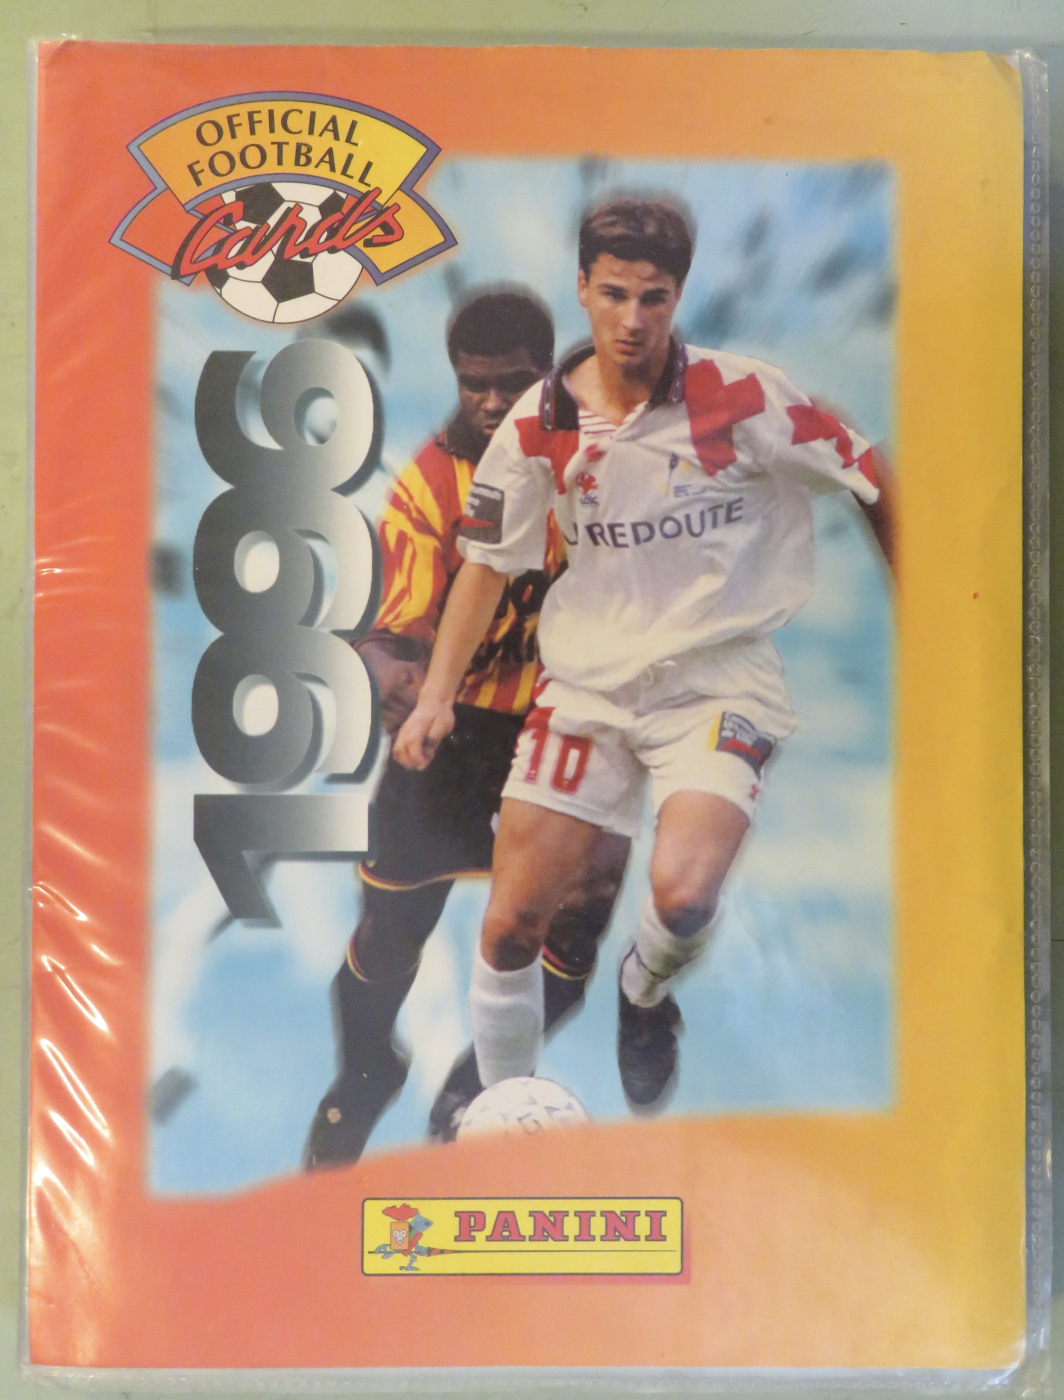 OFFICIAL
FOOTBALL
Cards
1996
REDOUTE
10
PANINI